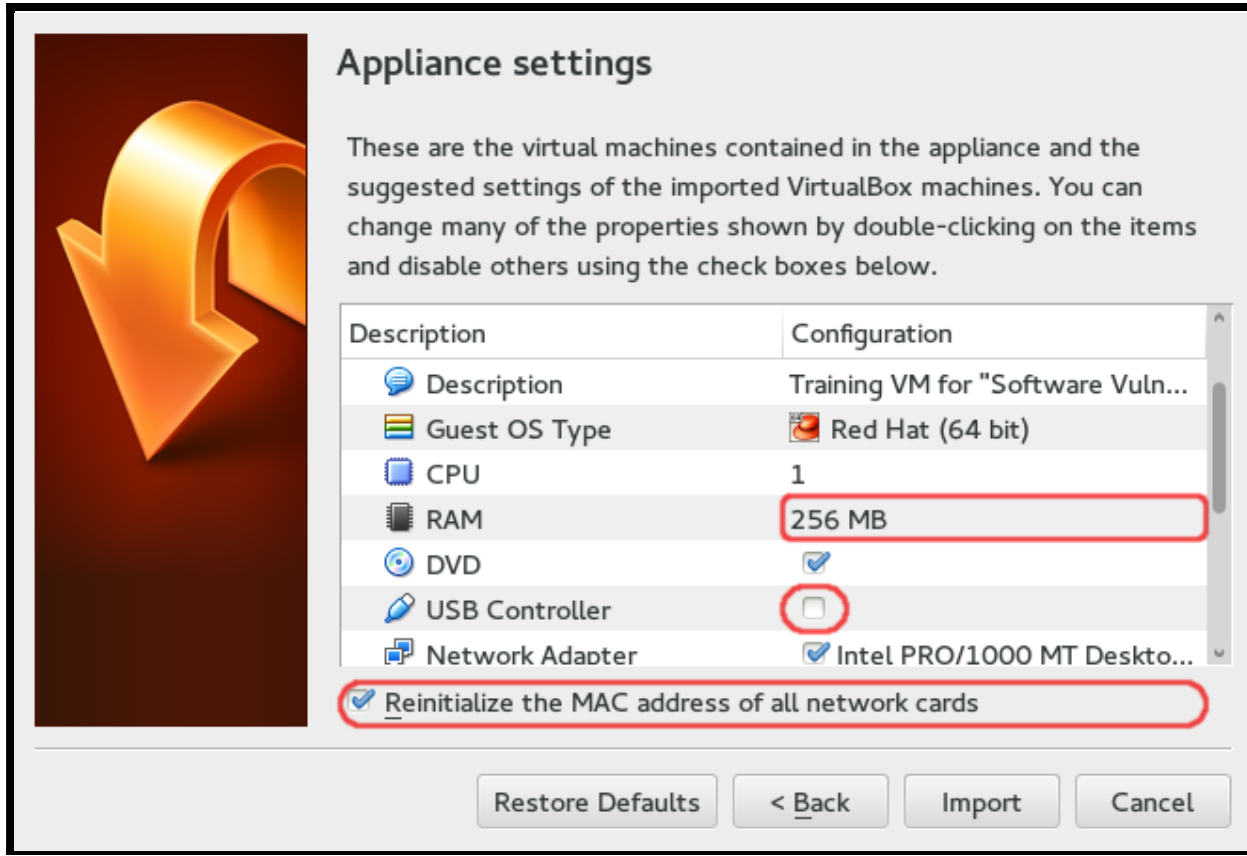 Appliance settings
These are the virtual machines contained in the appliance and the
suggested settings of the imported VirtualBox machines. You can
change many of the properties shown by double-clicking on the items
and disable others using the check boxes below.
Description Configuration
Description Training VM for "Software Vuln...
Guest OS Type Red Hat (64 bit)
CPU 1
RAM 256 MB
DVD
USB Controller
Network Adapter Intel PRO/1000 MT Deskto...
Reinitialize the MAC address of all network cards
Restore Defaults < Back Import Cancel